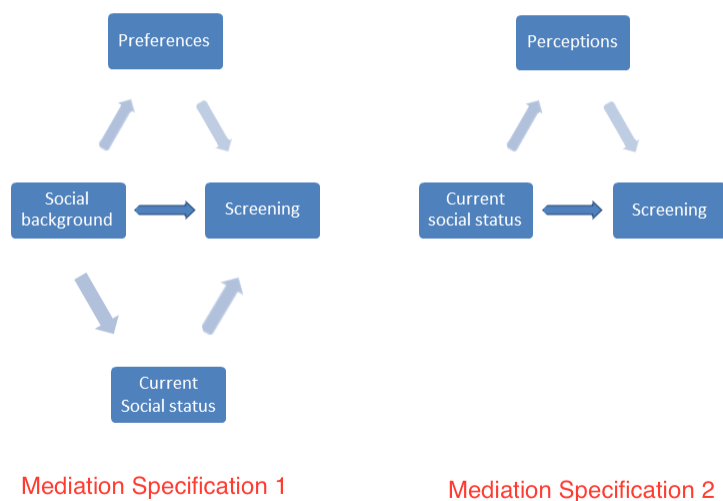 Preferences
Social
background
Screening
Current
Social status
Mediation Specification 1
Perceptions
Current
social status
Screening
Mediation Specification 2